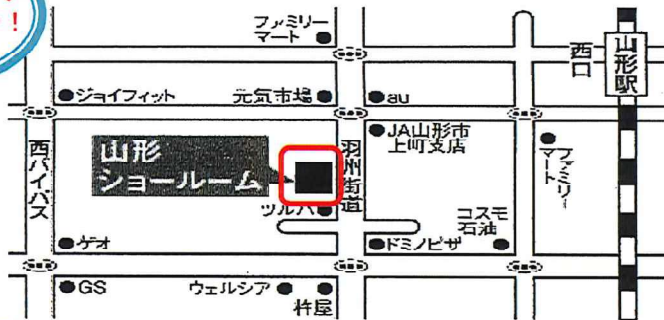 ！
ファミリー
マート
西口
山形駅
ジョイフィット
元気市場
au
JA山形市
上町支店
西バイパス
山形
ショールーム
羽州街道
ファミリー
マート
ツルハ
コスモ
石油
ゲオ
ドミノピザ
GS
ウェルシア
杵屋